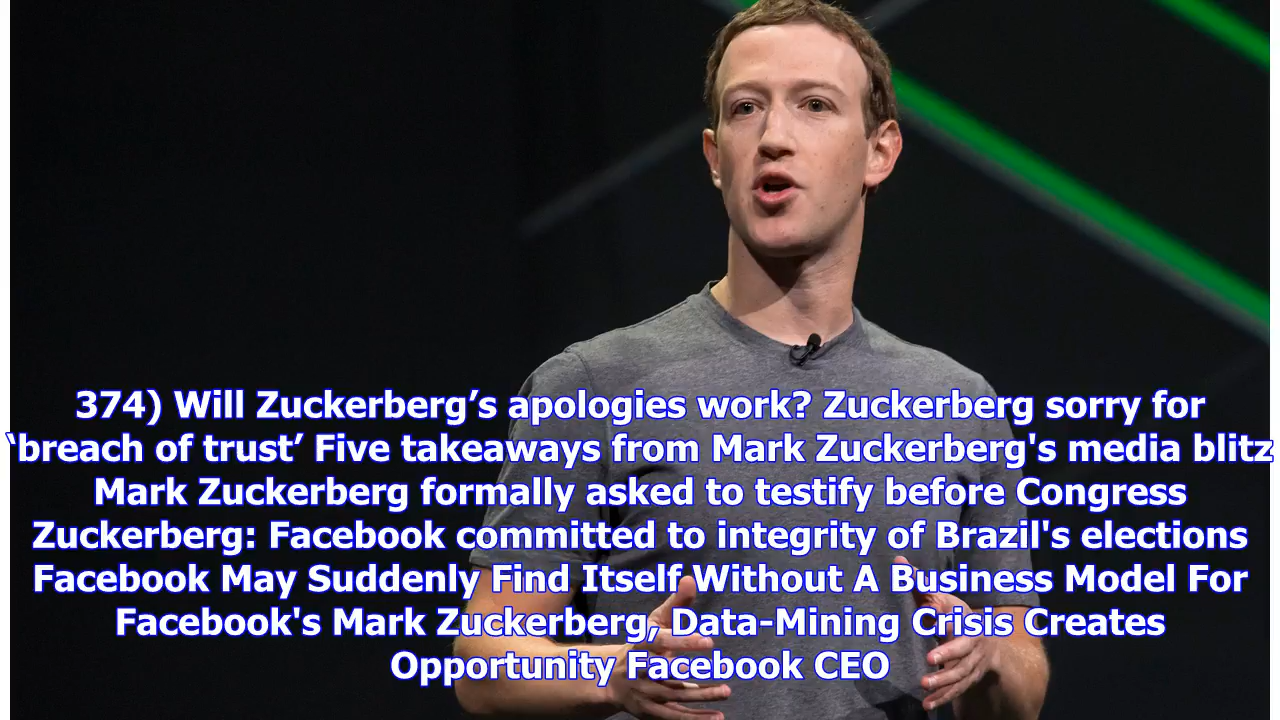 374) Will Zuckerberg’s apologies work? Zuckerberg sorry for
‘breach of trust’ Five takeaways from Mark Zuckerberg's media blitz
Mark Zuckerberg formally asked to testify before Congress
Zuckerberg: Facebook committed to integrity of Brazil's elections
Facebook May Suddenly Find Itself Without A Business Model For
Facebook's Mark Zuckerberg, Data-Mining Crisis Creates
Opportunity Facebook CEO